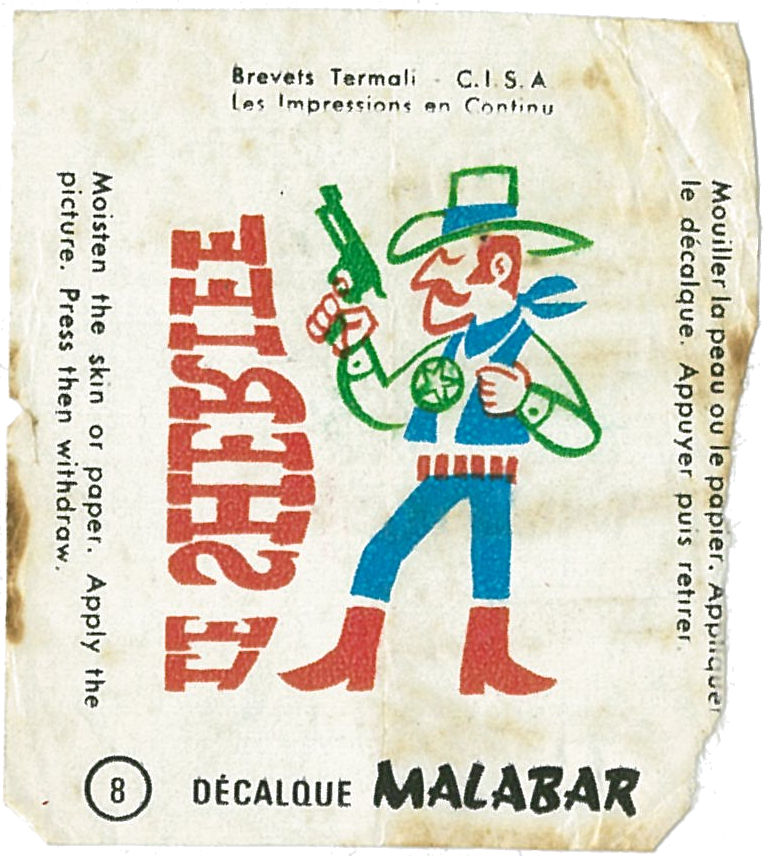 Brevets Termali - C.I.S.A
Les Impressions en Continu
Moisten the skin or paper. Apply the
picture. Press then withdraw.
LE SHERIFF
Mouiller la peau ou le papier. Appliquer
le décalque. Appuyer puis retirer.
8 DÉCALQUE MALABAR